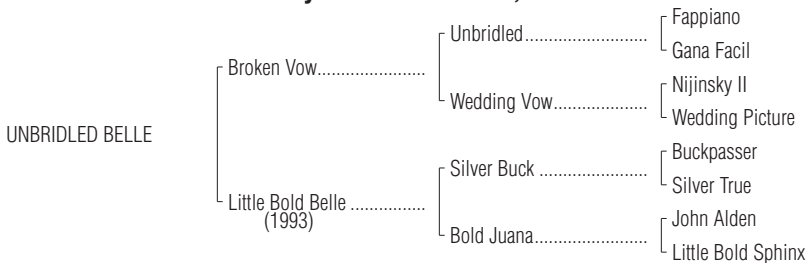 Fappiano
Unbridled........................
Gana Facil
Broken Vow.......................
Nijinsky II
Wedding Vow....................
Wedding Picture
UNBRIDLED BELLE
Buckpasser
Silver Buck .....................
Silver True
Little Bold Belle ................
(1993)
John Alden
Bold Juana.......................
Little Bold Sphinx